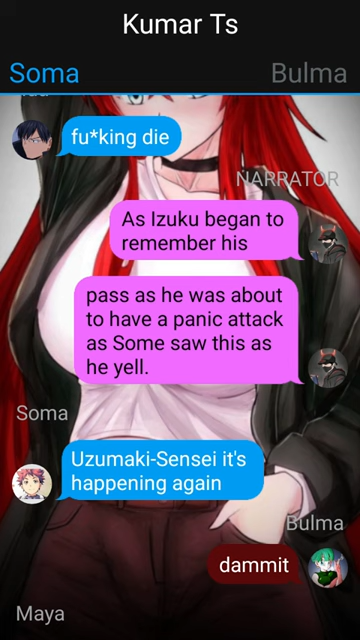 Kumar Ts
Soma
Bulma
fu*king die
NARRATOR
As Izuku began to
remember his
pass as he was about
to have a panic attack
as Some saw this as
he yell.
Soma
Uzumaki-Sensei it's
happening again
Bulma
dammit
Maya